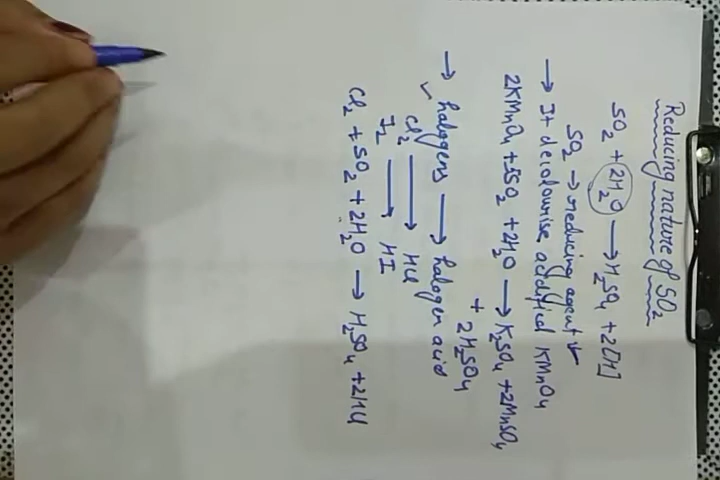 Reducing nature of SO₂
SO₂ + 2H₂O → H₂SO₄ + 2[H]
SO₂ → reducing agent ✓
→ It decolourise acidified KMnO₄
2KMnO₄ + 5SO₂ + 2H₂O → K₂SO₄ + 2MnSO₄
+ 2H₂SO₄
→ halogens → halogen acid
✓ Cl₂ → HCl
I₂ → HI
Cl₂ + SO₂ + 2H₂O → H₂SO₄ + 2HCl